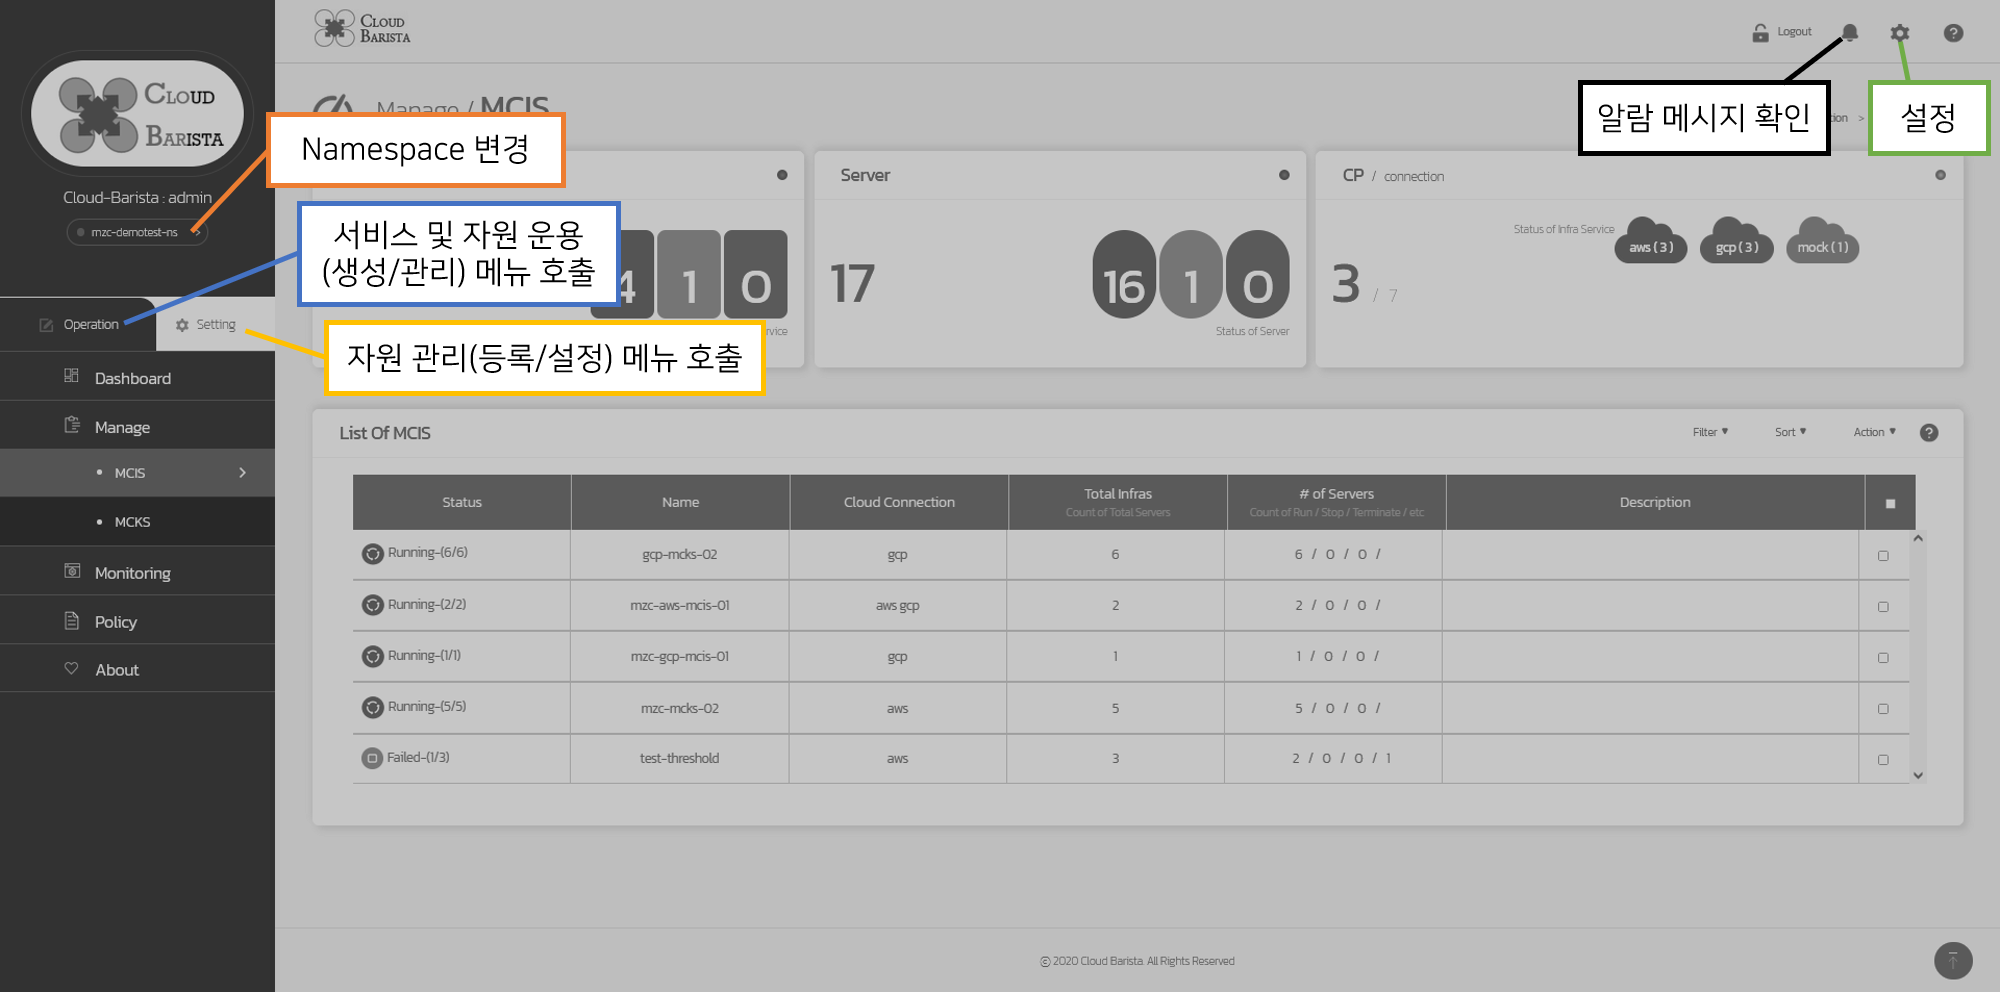 CLOUD
BARISTA
Cloud-Barista : admin
mzc-demotest-ns
Operation
Setting
Dashboard
Manage
MCIS
MCKS
Monitoring
Policy
About
CLOUD
BARISTA
Logout
알람 메시지 확인
설정
Manage / MCIS
Namespace 변경
서비스 및 자원 운용
(생성/관리) 메뉴 호출
자원 관리(등록/설정) 메뉴 호출
4 1 0
Server
17
16 1 0
Status of Server
CP / connection
Status of Infra Service
aws ( 3 )
gcp ( 3 )
mock ( 1 )
3 / 7
List Of MCIS
Filter ▼
Sort ▼
Action ▼
Status
Name
Cloud Connection
Total Infras
Count of Total Servers
# of Servers
Count of Run / Stop / Terminate / etc
Description
Running-(6/6) gcp-mcks-02 gcp 6 6 / 0 / 0 /
Running-(2/2) mzc-aws-mcis-01 aws gcp 2 2 / 0 / 0 /
Running-(1/1) mzc-gcp-mcis-01 gcp 1 1 / 0 / 0 /
Running-(5/5) mzc-mcks-02 aws 5 5 / 0 / 0 /
Failed-(1/3) test-threshold aws 3 2 / 0 / 0 / 1
© 2020 Cloud Barista. All Rights Reserved